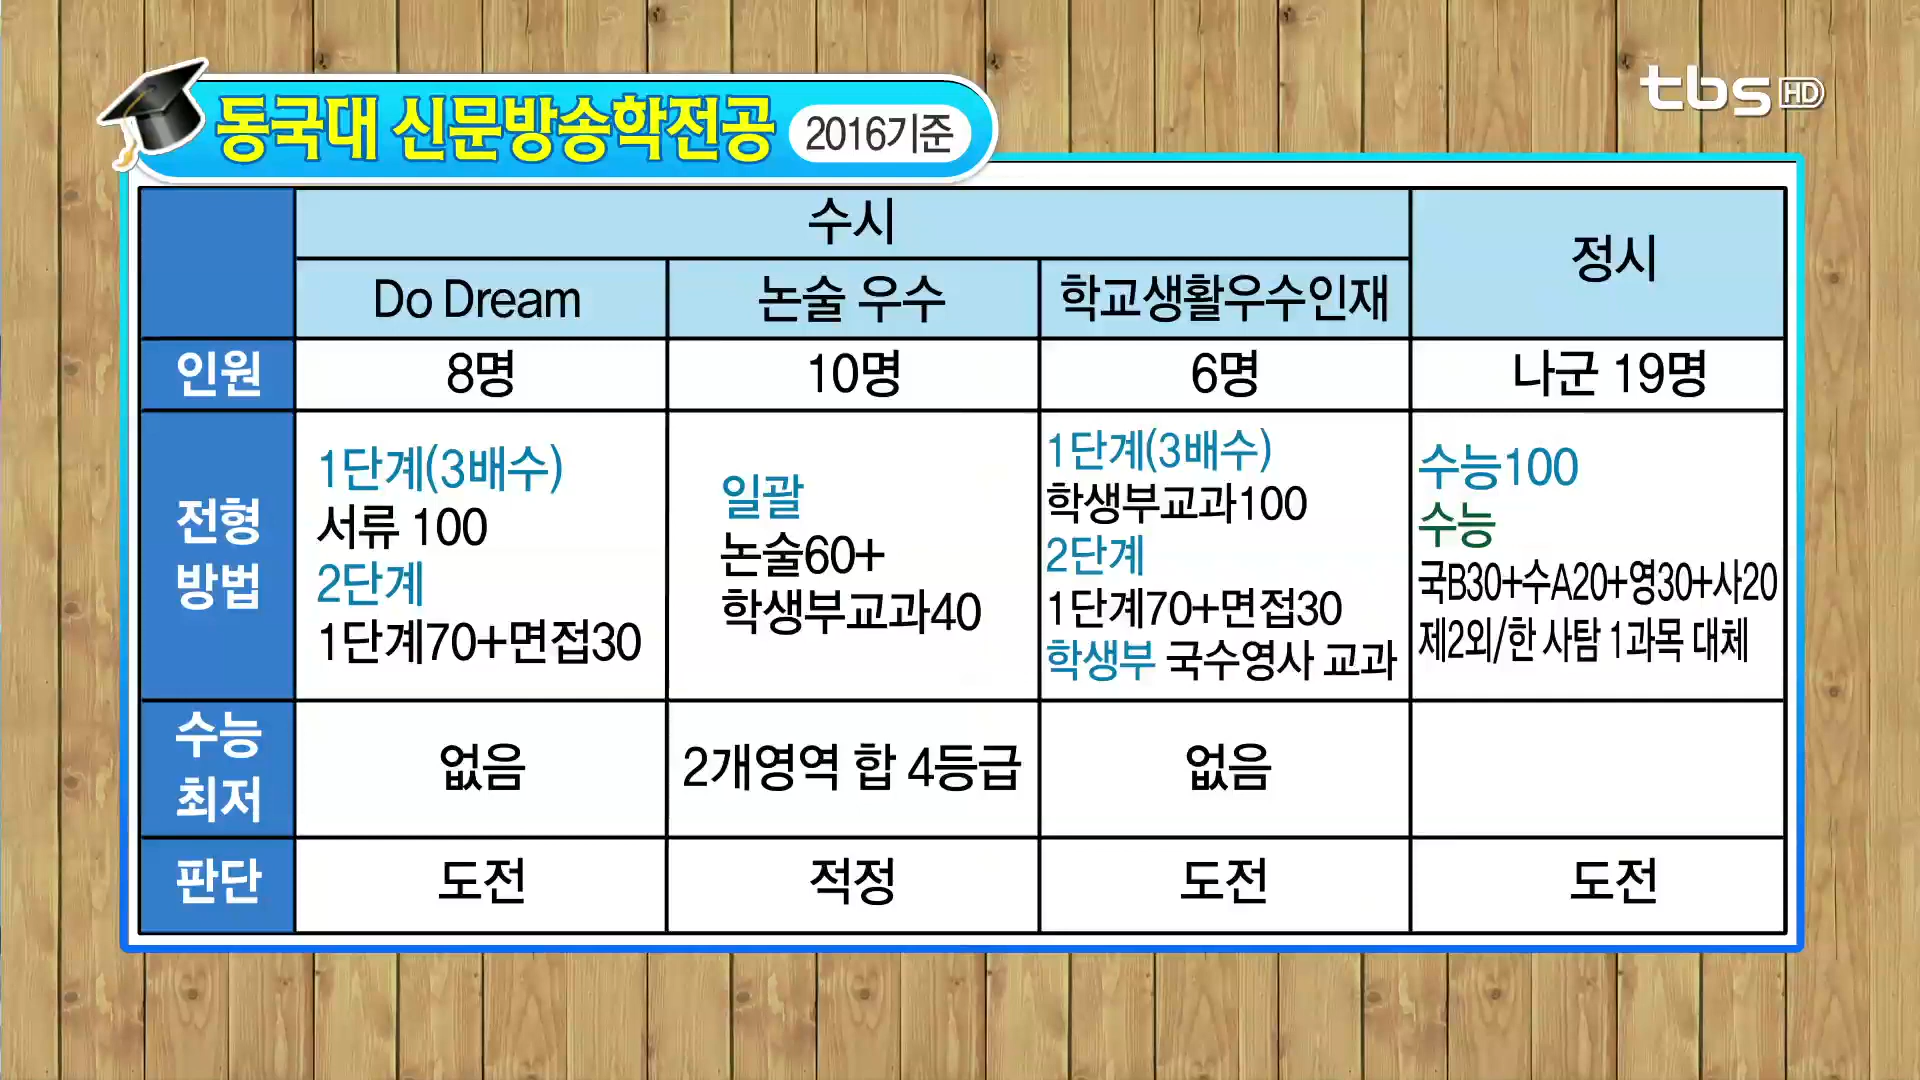 동국대 신문방송학전공 2016기준
tbs HD
수시
정시
Do Dream
논술 우수
학교생활우수인재
인원
8명
10명
6명
나군 19명
전형
방법
1단계(3배수)
서류 100
2단계
1단계70+면접30
일괄
논술60+
학생부교과40
1단계(3배수)
학생부교과100
2단계
1단계70+면접30
학생부 국수영사 교과
수능100
수능
국B30+수A20+영30+사20
제2외/한 사탐 1과목 대체
수능
최저
없음
2개영역 합 4등급
없음
판단
도전
적정
도전
도전